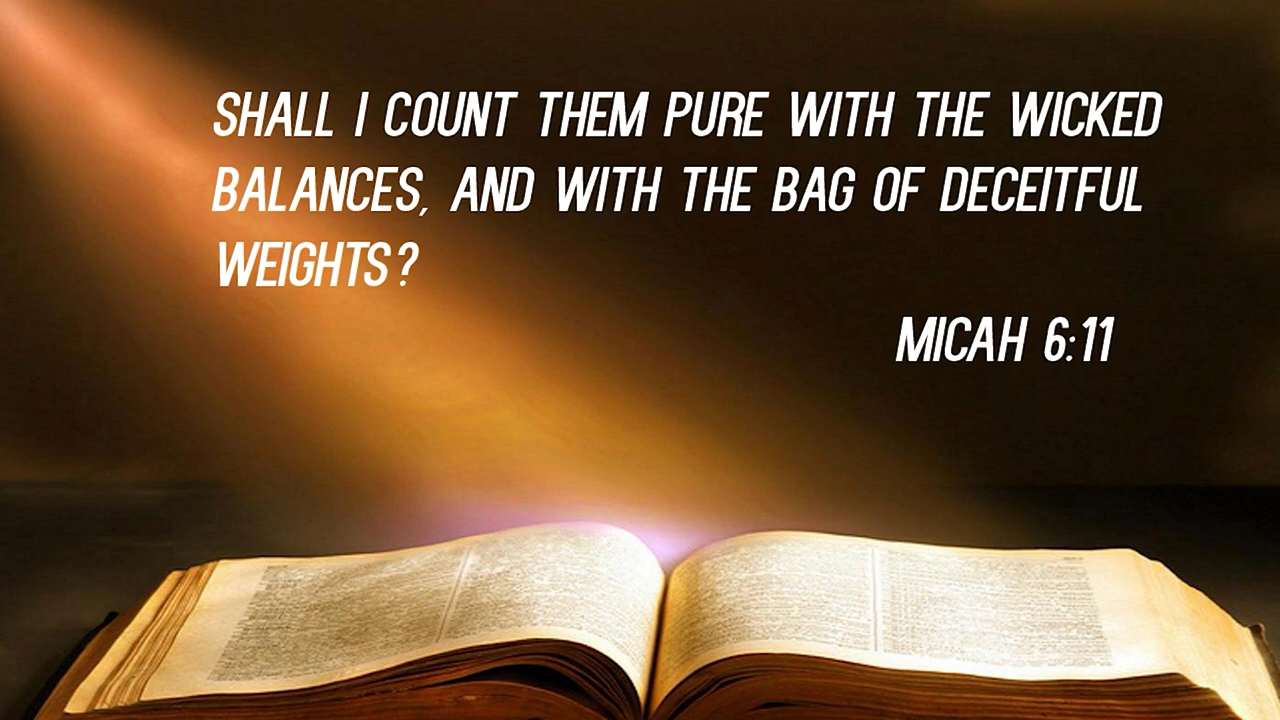 SHALL I COUNT THEM PURE WITH THE WICKED
BALANCES, AND WITH THE BAG OF DECEITFUL
WEIGHTS?
MICAH 6:11